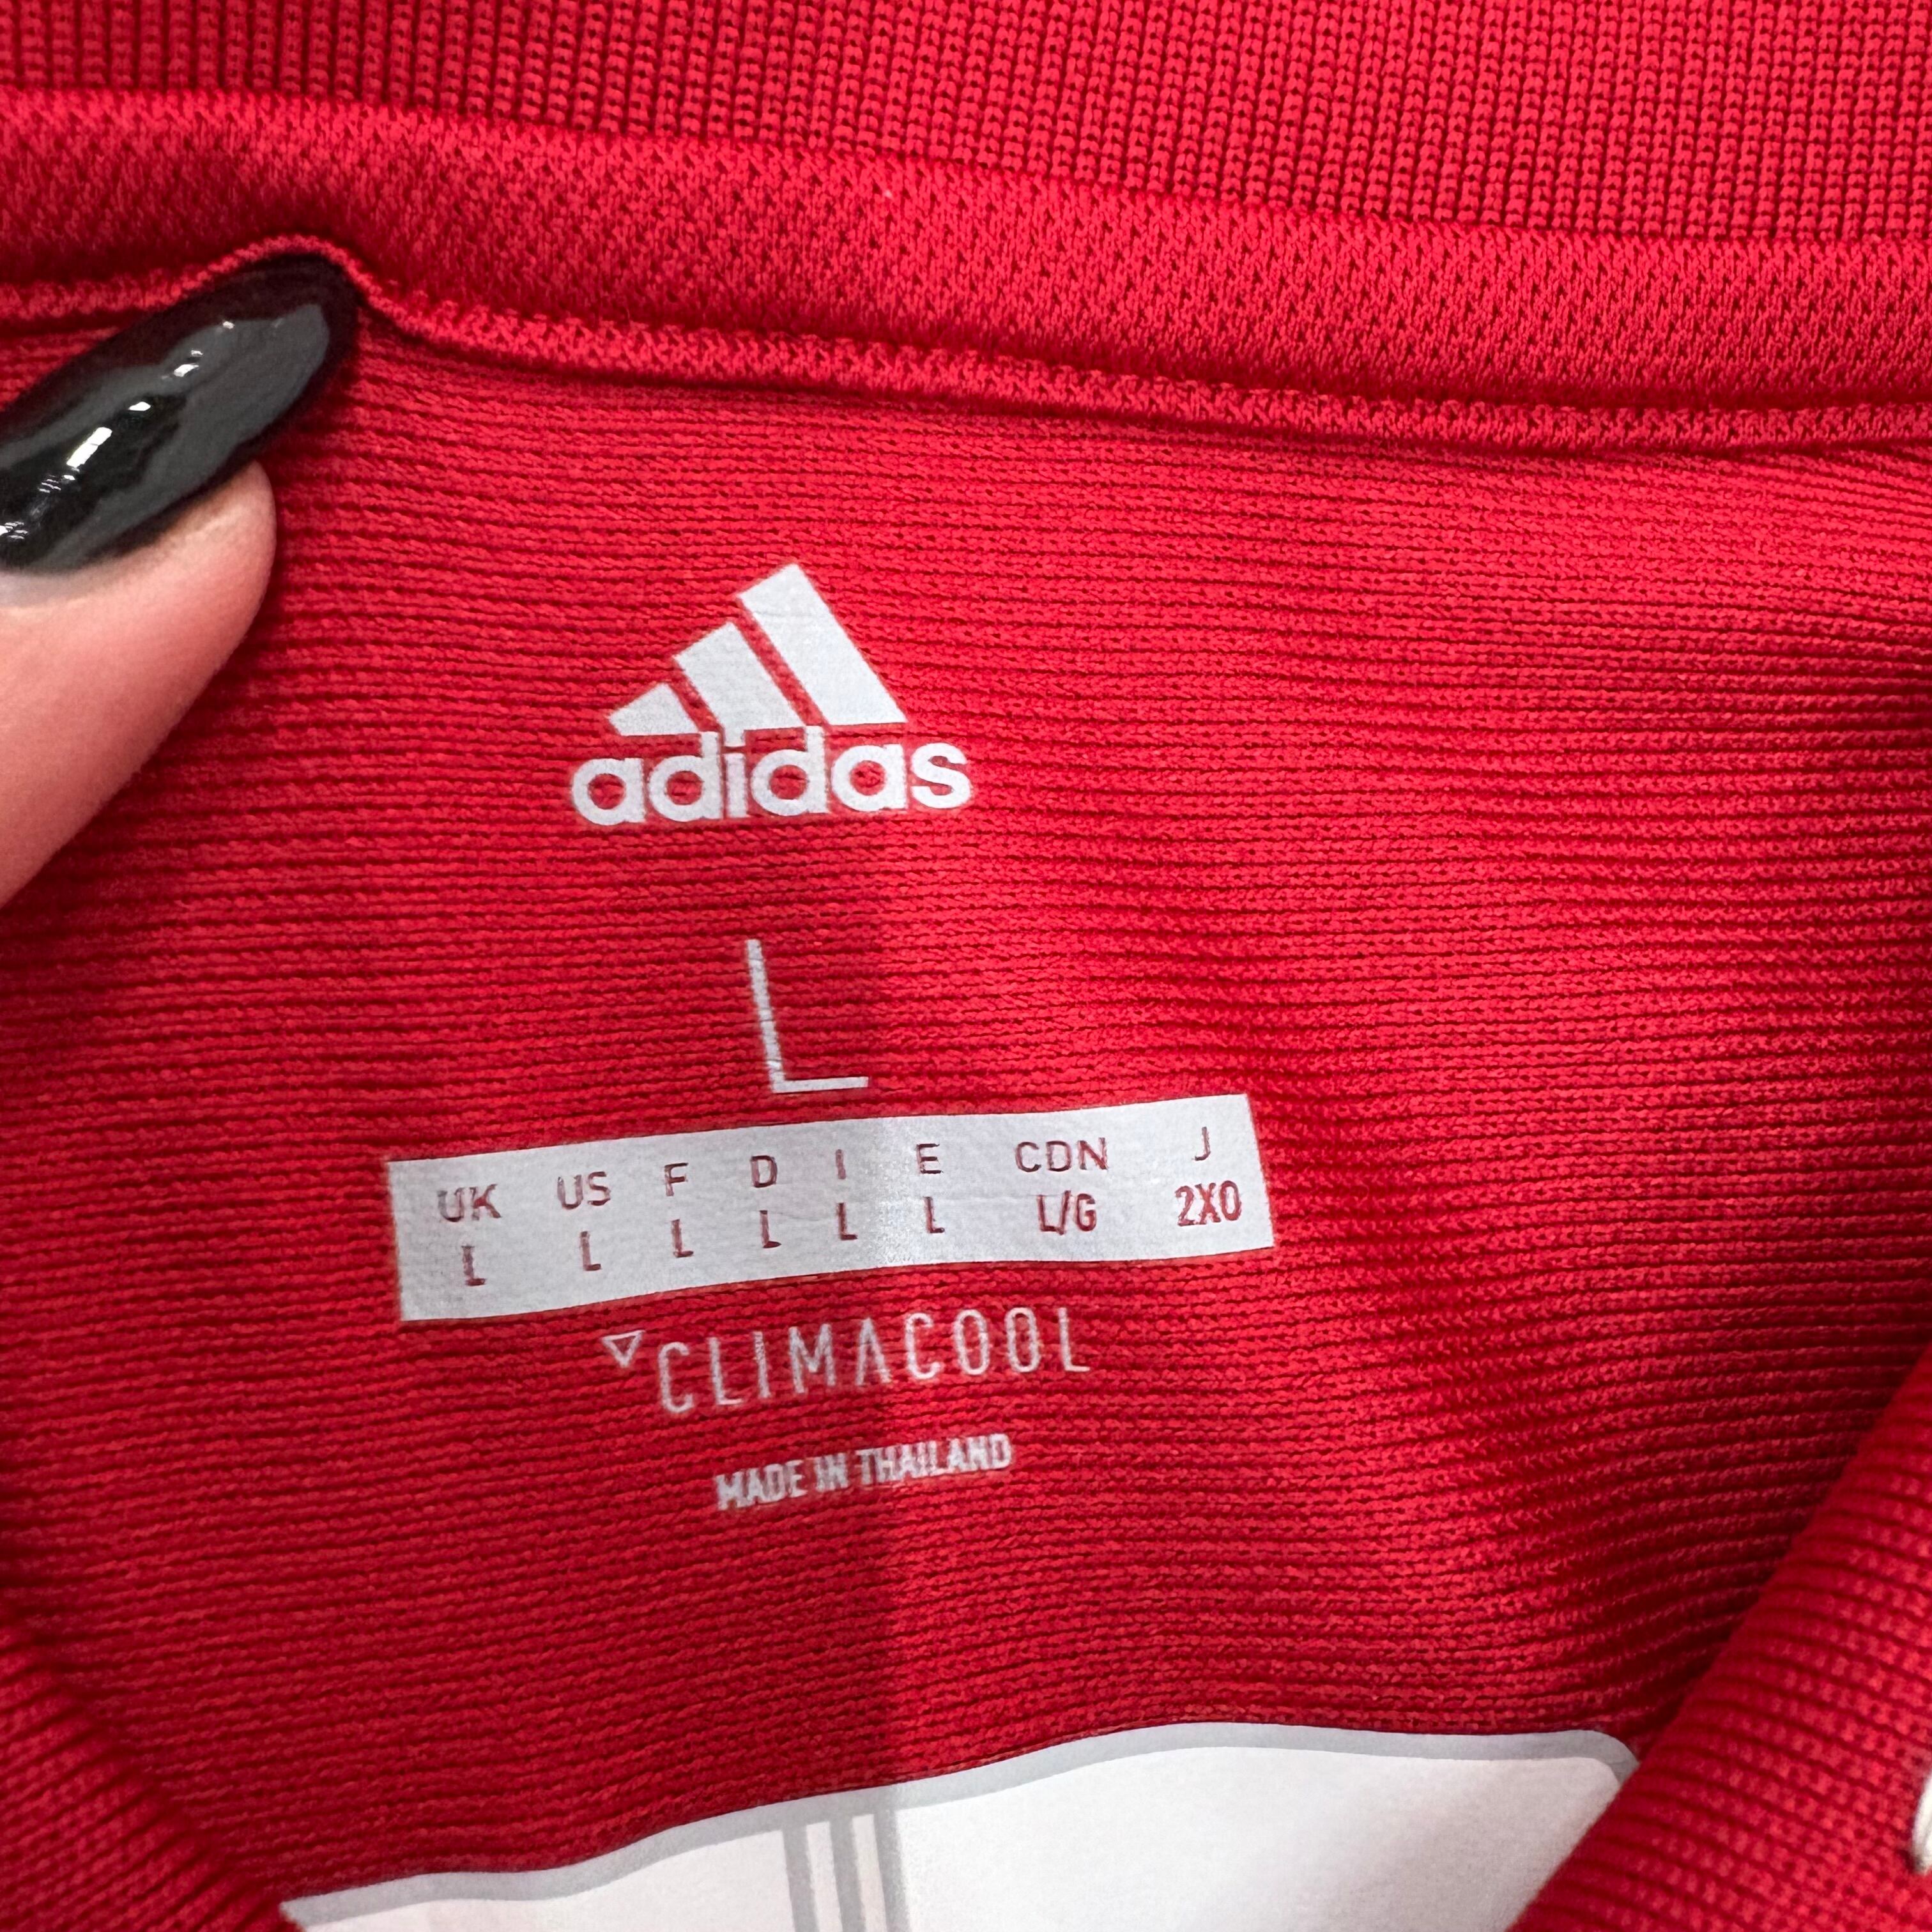 adidas
L
UK US F D I E CDN J
L L L L L L L/G 2XO
CLIMACOOL
MADE IN THAILAND